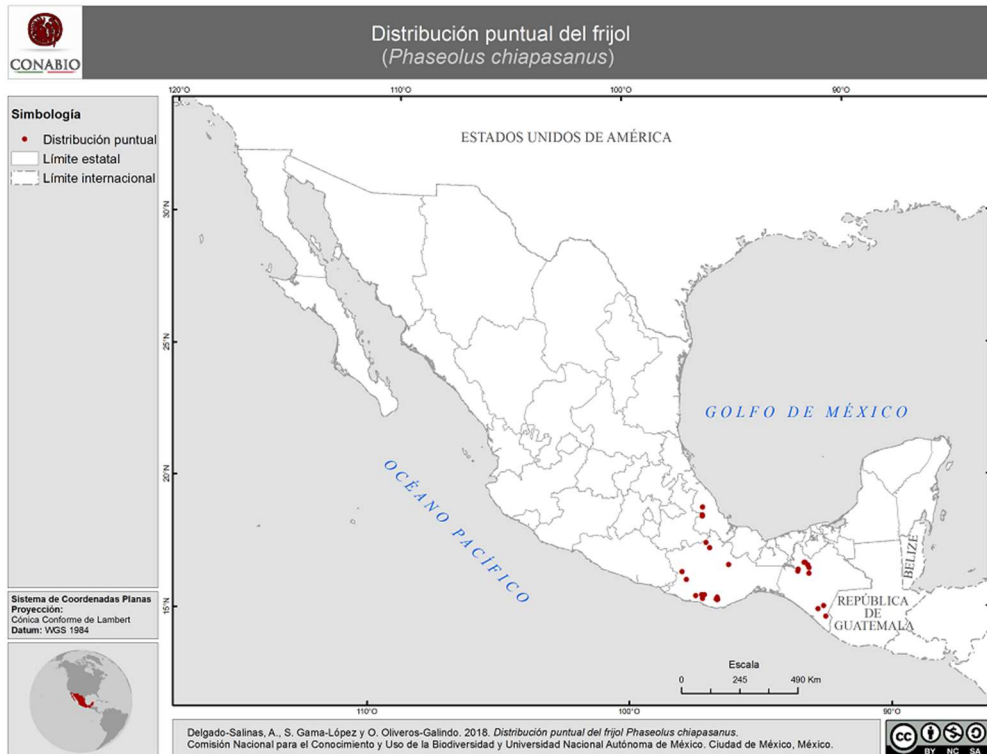 CONABIO
Distribución puntual del frijol
(Phaseolus chiapasanus)
Simbología
Distribución puntual
Límite estatal
Límite internacional
120°O
110°O
100°O
90°O
ESTADOS UNIDOS DE AMÉRICA
30°N
25°N
20°N
15°N
GOLFO DE MÉXICO
OCÉANO PACÍFICO
BELIZE
REPÚBLICA
DE
GUATEMALA
Sistema de Coordenadas Planas
Proyección:
Cónica Conforme de Lambert
Datum: WGS 1984
Escala
0 245 490 Km
110°O
100°O
90°O
Delgado-Salinas, A., S. Gama-López y O. Oliveros-Galindo. 2018. Distribución puntual del frijol Phaseolus chiapasanus.
Comisión Nacional para el Conocimiento y Uso de la Biodiversidad y Universidad Nacional Autónoma de México. Ciudad de México, México.
CC
BY NC SA